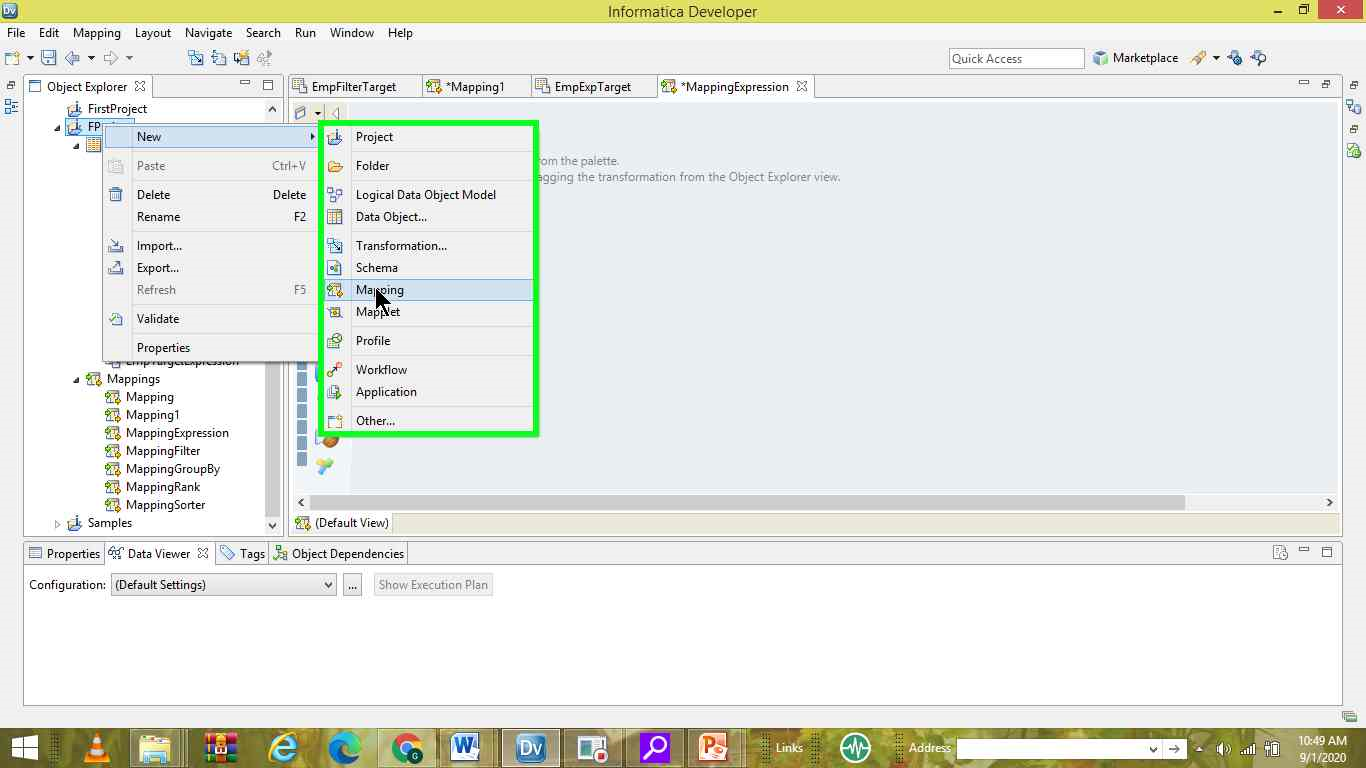 Informatica Developer
File Edit Mapping Layout Navigate Search Run Window Help
Quick Access
Marketplace
Object Explorer
EmpFilterTarget
*Mapping1
EmpExpTarget
*MappingExpression
FirstProject
New
Paste Ctrl+V
Delete Delete
Rename F2
Import...
Export...
Refresh F5
Validate
Properties
Project
Folder
Logical Data Object Model
Data Object...
Transformation...
Schema
Mapping
Mapplet
Profile
Workflow
Application
Other...
om the palette.
agging the transformation from the Object Explorer view.
Mappings
Mapping
Mapping1
MappingExpression
MappingFilter
MappingGroupBy
MappingRank
MappingSorter
Samples
(Default View)
Properties Data Viewer Tags Object Dependencies
Configuration: (Default Settings) ... Show Execution Plan
Links
Address
10:49 AM
9/1/2020